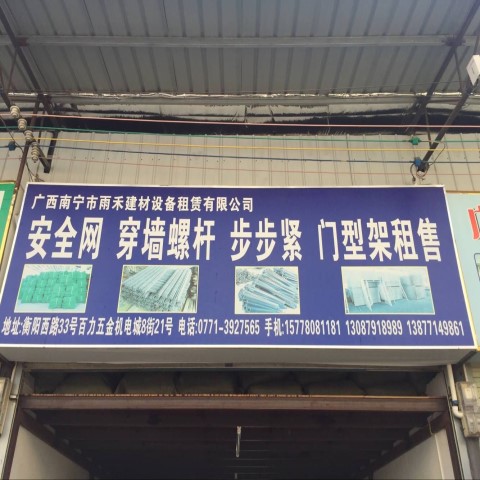 广西南宁市雨禾建材设备租赁有限公司
安全网 穿墙螺杆 步步紧 门型架租售
地址:衡阳西路33号百力五金机电城8街21号 电话:0771-3927565 手机:15778081181 13087918989 13877149861